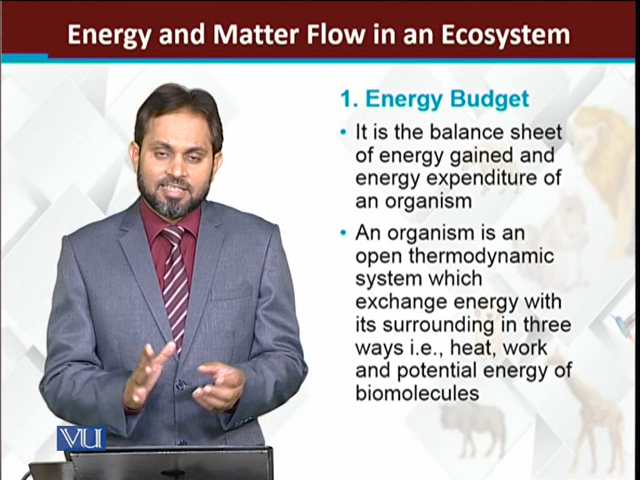 Energy and Matter Flow in an Ecosystem
1. Energy Budget
• It is the balance sheet
of energy gained and
energy expenditure of
an organism
• An organism is an
open thermodynamic
system which
exchange energy with
its surrounding in three
ways i.e., heat, work
and potential energy of
biomolecules
VU